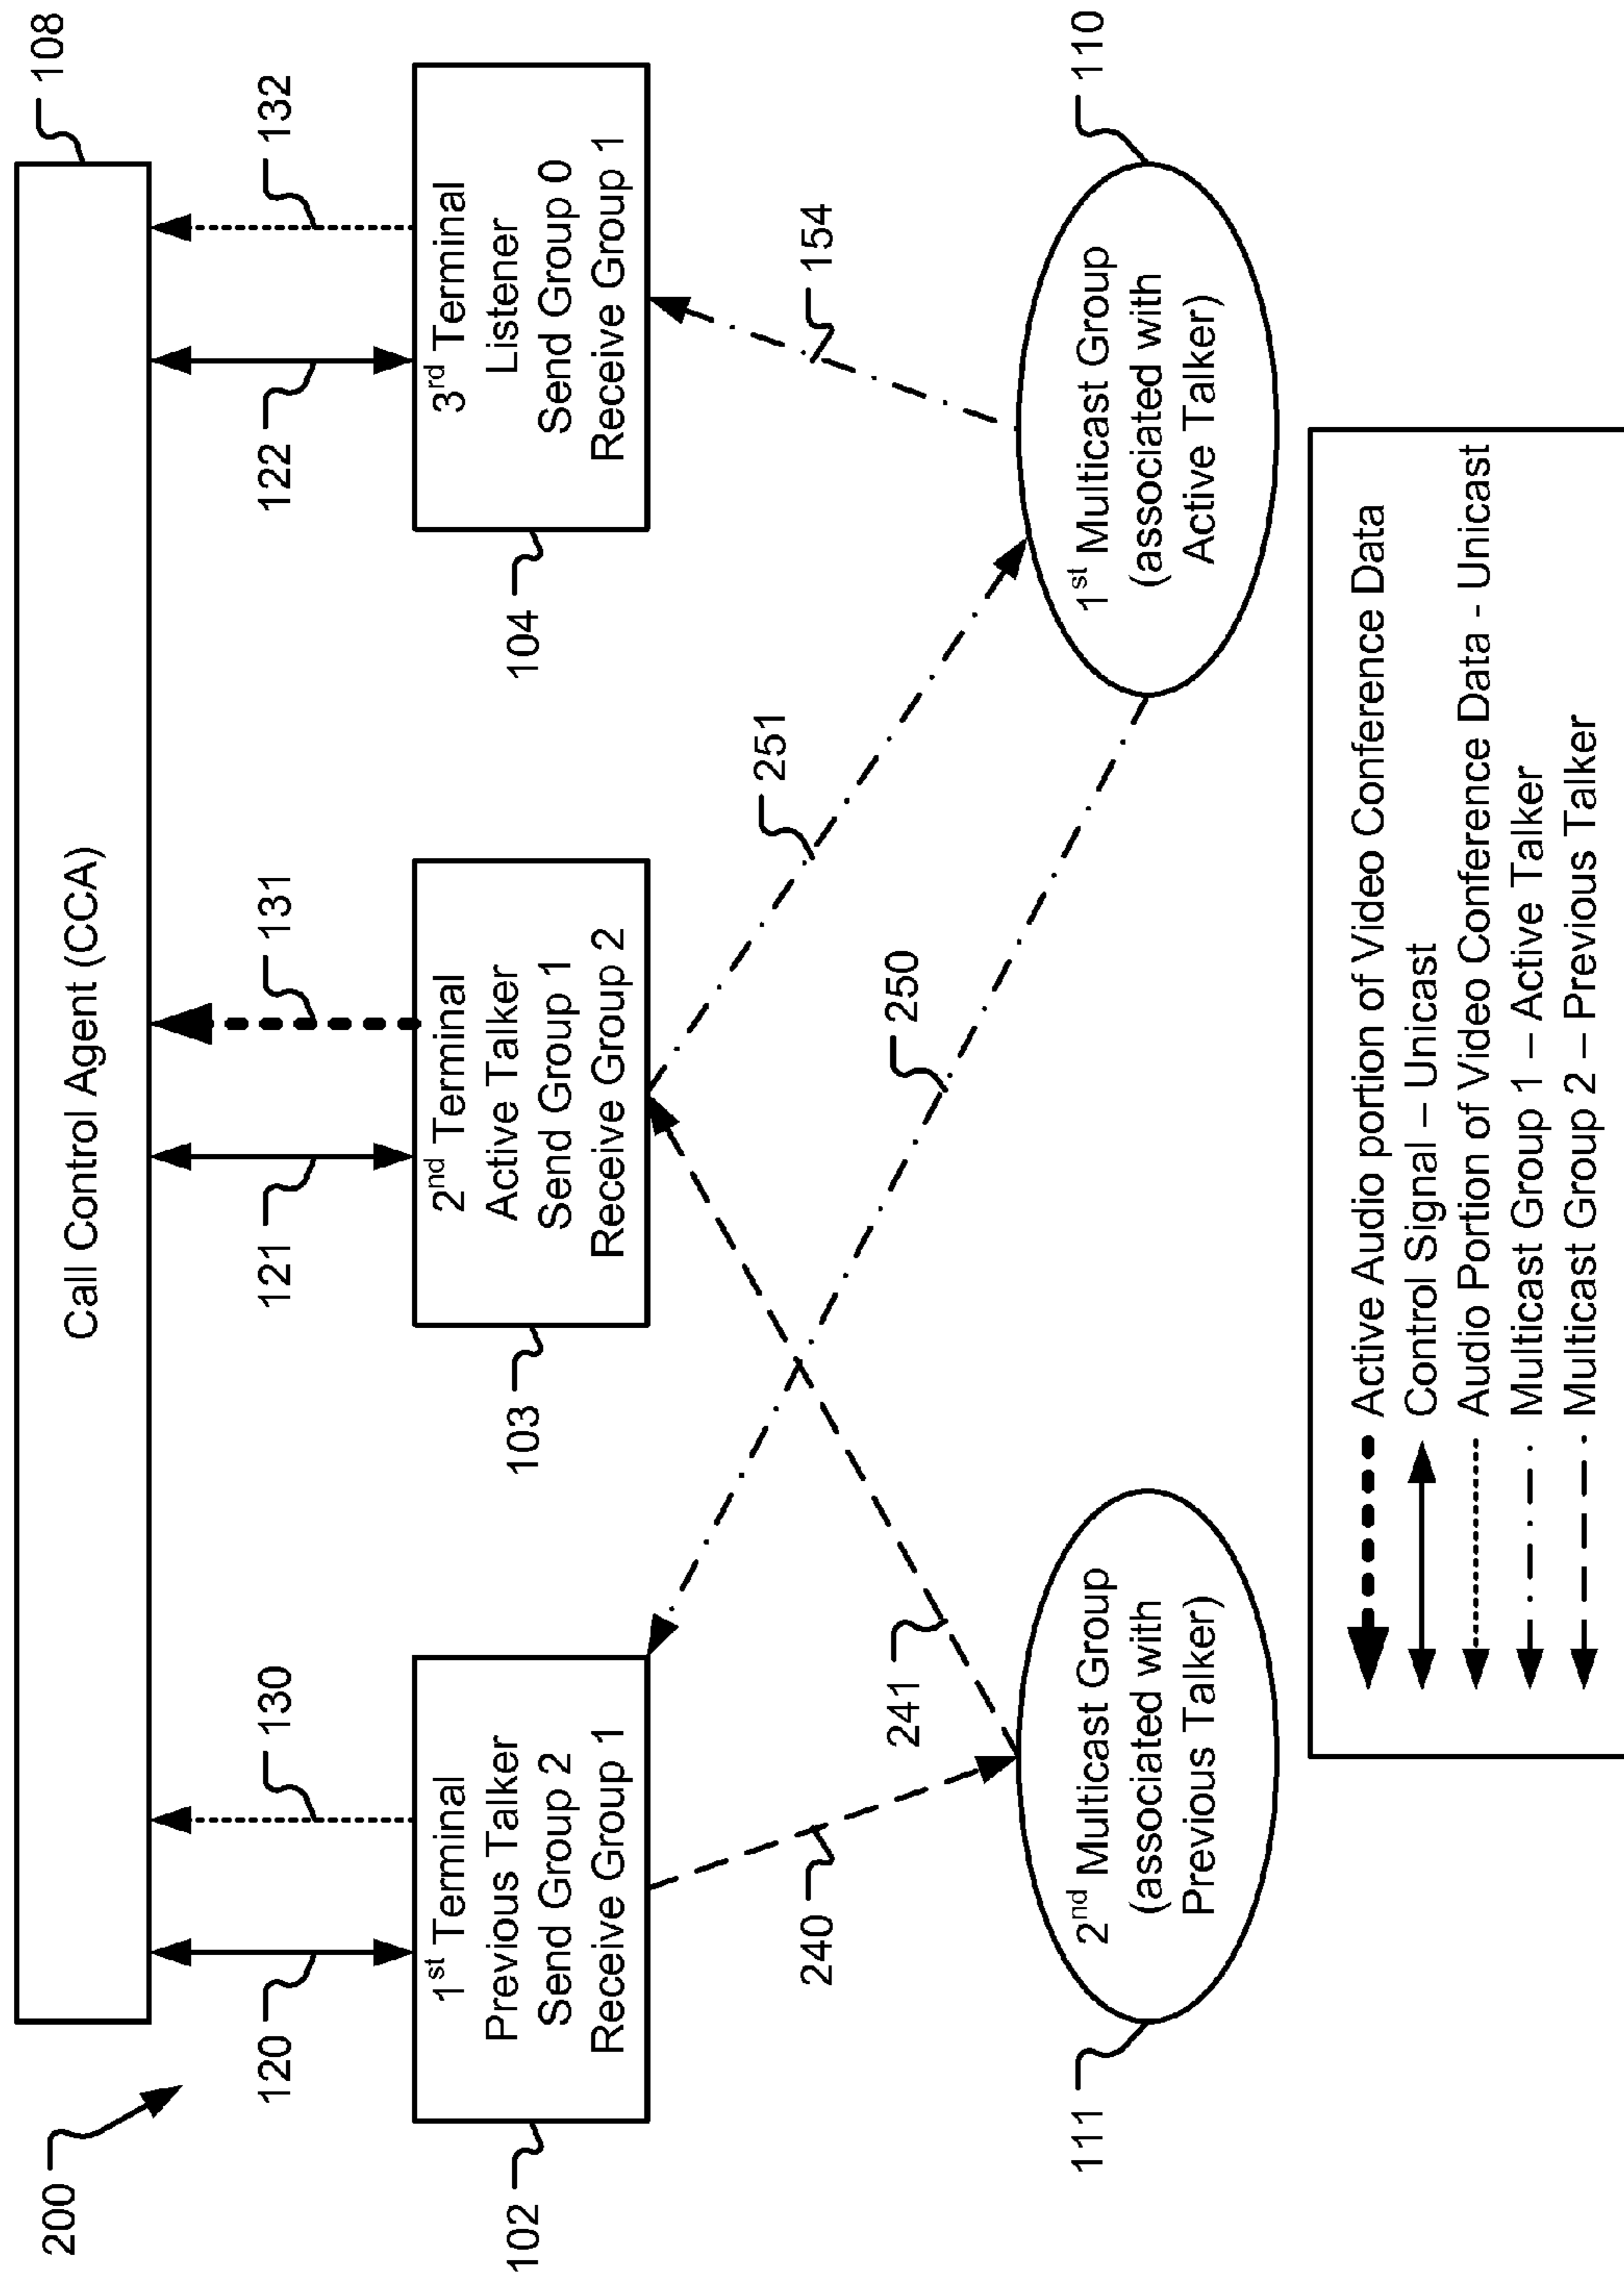 200
108
Call Control Agent (CCA)
120
130
121
131
122
132
102
1st Terminal
Previous Talker
Send Group 2
Receive Group 1
103
2nd Terminal
Active Talker
Send Group 1
Receive Group 2
104
3rd Terminal
Listener
Send Group 0
Receive Group 1
240
241
250
251
154
111
2nd Multicast Group
(associated with
Previous Talker)
110
1st Multicast Group
(associated with
Active Talker)
Active Audio portion of Video Conference Data
Control Signal – Unicast
Audio Portion of Video Conference Data - Unicast
Multicast Group 1 – Active Talker
Multicast Group 2 – Previous Talker